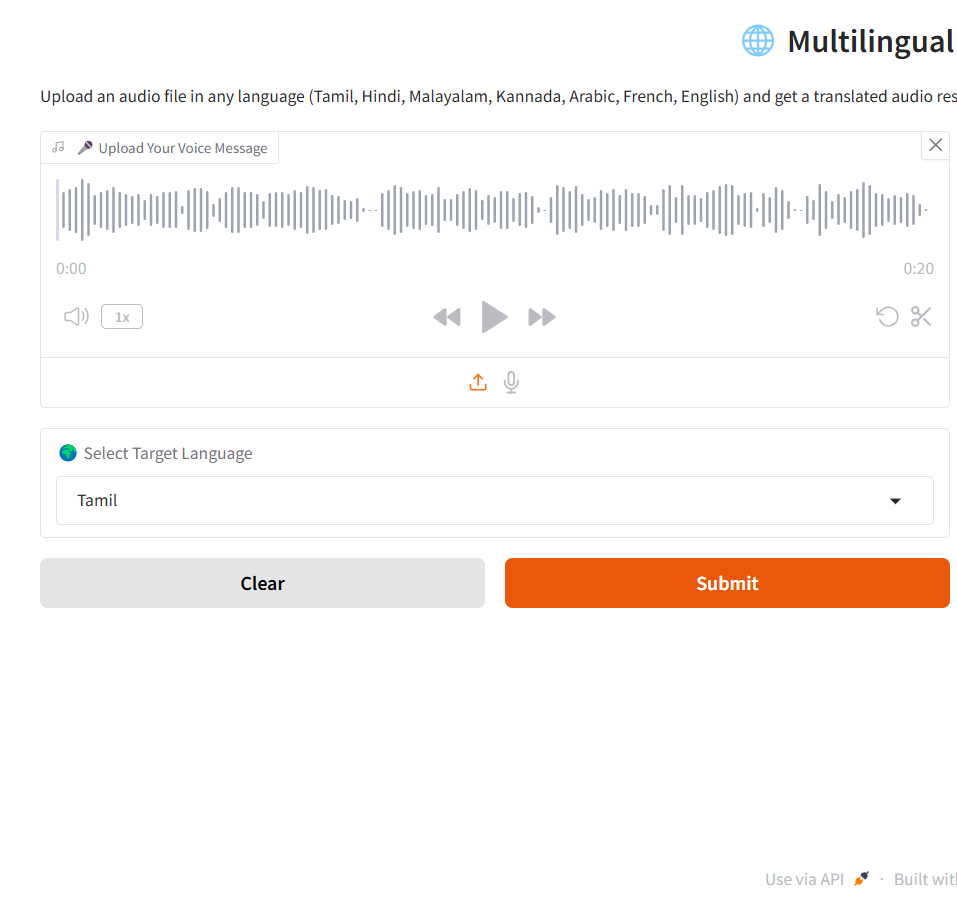 Multilingual
Upload an audio file in any language (Tamil, Hindi, Malayalam, Kannada, Arabic, French, English) and get a translated audio res
Upload Your Voice Message
0:00
0:20
1x
Select Target Language
Tamil
Clear
Submit
Use via API · Built with